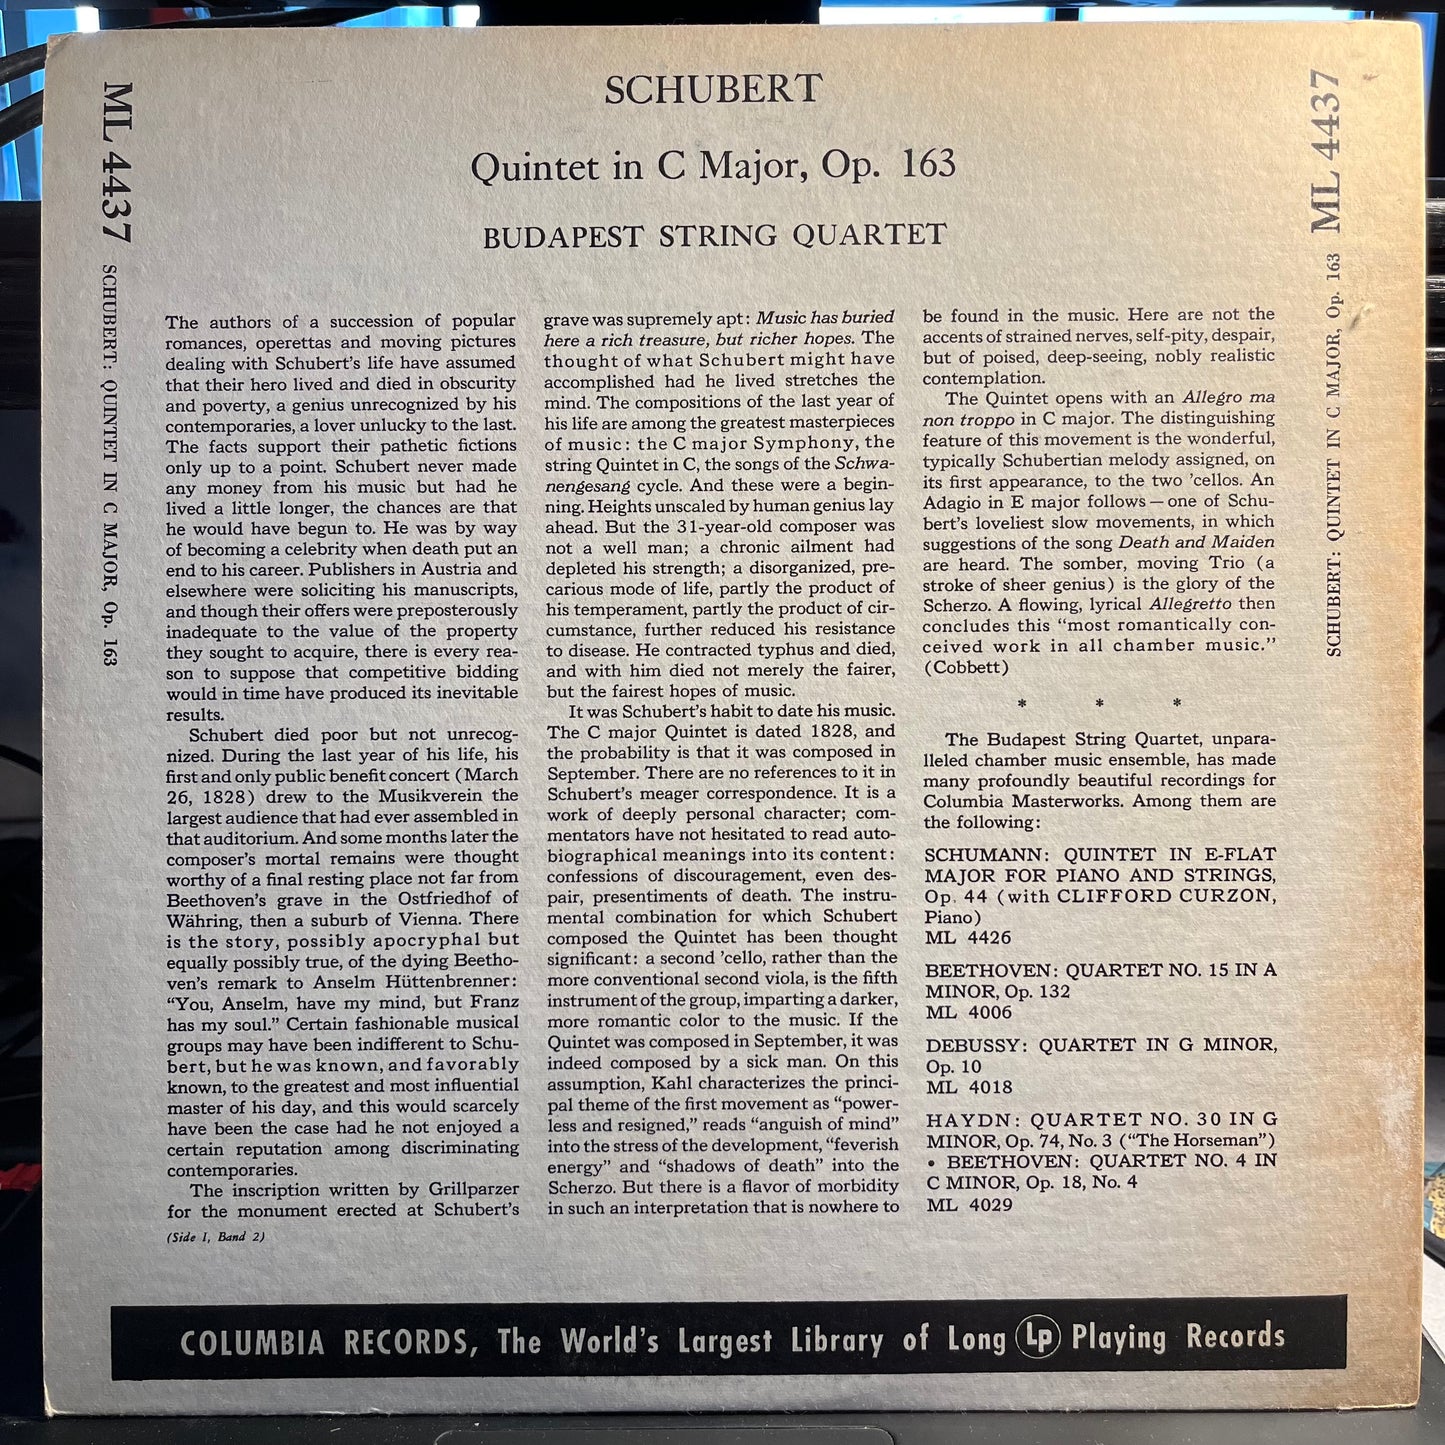 SCHUBERT
Quintet in C Major, Op. 163
BUDAPEST STRING QUARTET
ML 4437 SCHUBERT: QUINTET IN C MAJOR, Op. 163
The authors of a succession of popular
romances, operettas and moving pictures
dealing with Schubert's life have assumed
that their hero lived and died in obscurity
and poverty, a genius unrecognized by his
contemporaries, a lover unlucky to the last.
The facts support their pathetic fictions
only up to a point. Schubert never made
any money from his music but had he
lived a little longer, the chances are that
he would have begun to. He was by way
of becoming a celebrity when death put an
end to his career. Publishers in Austria and
elsewhere were soliciting his manuscripts,
and though their offers were preposterously
inadequate to the value of the property
they sought to acquire, there is every rea-
son to suppose that competitive bidding
would in time have produced its inevitable
results.
Schubert died poor but not unrecog-
nized. During the last year of his life, his
first and only public benefit concert (March
26, 1828) drew to the Musikverein the
largest audience that had ever assembled in
that auditorium. And some months later the
composer's mortal remains were thought
worthy of a final resting place not far from
Beethoven's grave in the Ostfriedhof of
Währing, then a suburb of Vienna. There
is the story, possibly apocryphal but
equally possibly true, of the dying Beetho-
ven's remark to Anselm Hüttenbrenner:
"You, Anselm, have my mind, but Franz
has my soul." Certain fashionable musical
groups may have been indifferent to Schu-
bert, but he was known, and favorably
known, to the greatest and most influential
master of his day, and this would scarcely
have been the case had he not enjoyed a
certain reputation among discriminating
contemporaries.
The inscription written by Grillparzer
for the monument erected at Schubert's
(Side I, Band 2)
grave was supremely apt: Music has buried
here a rich treasure, but richer hopes. The
thought of what Schubert might have
accomplished had he lived stretches the
mind. The compositions of the last year of
his life are among the greatest masterpieces
of music: the C major Symphony, the
string Quintet in C, the songs of the Schwa-
nengesang cycle. And these were a begin-
ning. Heights unscaled by human genius lay
ahead. But the 31-year-old composer was
not a well man; a chronic ailment had
depleted his strength; a disorganized, pre-
carious mode of life, partly the product of
his temperament, partly the product of cir-
cumstance, further reduced his resistance
to disease. He contracted typhus and died,
and with him died not merely the fairer,
but the fairest hopes of music.
It was Schubert's habit to date his music.
The C major Quintet is dated 1828, and
the probability is that it was composed in
September. There are no references to it in
Schubert's meager correspondence. It is a
work of deeply personal character; com-
mentators have not hesitated to read auto-
biographical meanings into its content:
confessions of discouragement, even des-
pair, presentiments of death. The instru-
mental combination for which Schubert
composed the Quintet has been thought
significant: a second 'cello, rather than the
more conventional second viola, is the fifth
instrument of the group, imparting a darker,
more romantic color to the music. If the
Quintet was composed in September, it was
indeed composed by a sick man. On this
assumption, Kahl characterizes the princi-
pal theme of the first movement as "power-
less and resigned," reads "anguish of mind"
into the stress of the development, "feverish
energy" and "shadows of death" into the
Scherzo. But there is a flavor of morbidity
in such an interpretation that is nowhere to
be found in the music. Here are not the
accents of strained nerves, self-pity, despair,
but of poised, deep-seeing, nobly realistic
contemplation.
The Quintet opens with an Allegro ma
non troppo in C major. The distinguishing
feature of this movement is the wonderful,
typically Schubertian melody assigned, on
its first appearance, to the two 'cellos. An
Adagio in E major follows — one of Schu-
bert's loveliest slow movements, in which
suggestions of the song Death and Maiden
are heard. The somber, moving Trio (a
stroke of sheer genius) is the glory of the
Scherzo. A flowing, lyrical Allegretto then
concludes this "most romantically con-
ceived work in all chamber music."
(Cobbett)
* * *
The Budapest String Quartet, unpara-
lleled chamber music ensemble, has made
many profoundly beautiful recordings for
Columbia Masterworks. Among them are
the following:
SCHUMANN: QUINTET IN E-FLAT
MAJOR FOR PIANO AND STRINGS,
Op. 44 (with CLIFFORD CURZON,
Piano)
ML 4426
BEETHOVEN: QUARTET NO. 15 IN A
MINOR, Op. 132
ML 4006
DEBUSSY: QUARTET IN G MINOR,
Op. 10
ML 4018
HAYDN: QUARTET NO. 30 IN G
MINOR, Op. 74, No. 3 ("The Horseman")
• BEETHOVEN: QUARTET NO. 4 IN
C MINOR, Op. 18, No. 4
ML 4029
SCHUBERT: QUINTET IN C MAJOR, Op. 163 ML 4437
COLUMBIA RECORDS, The World's Largest Library of Long Lp Playing Records